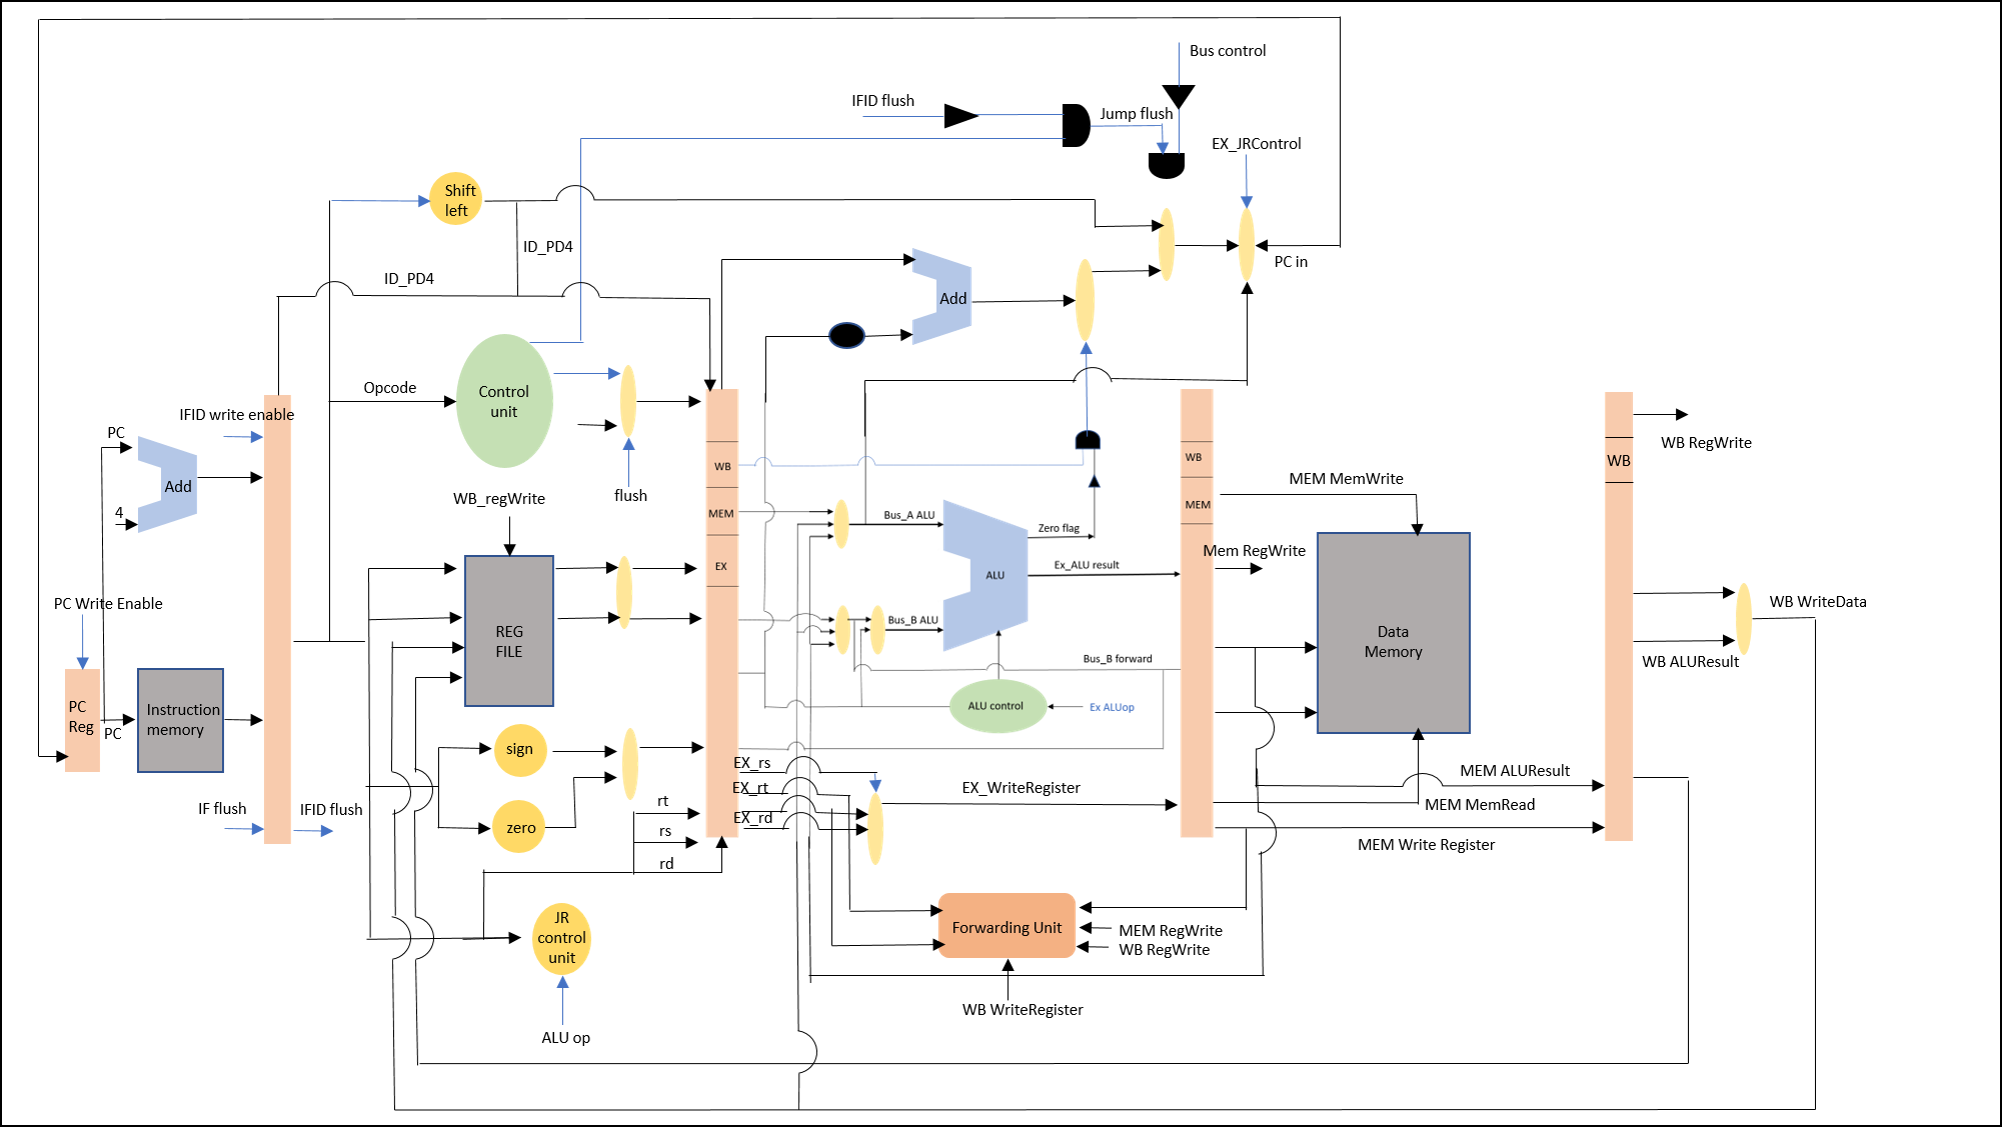 Bus control
IFID flush
Jump flush
EX_JRControl
Shift
left
ID_PD4
PC in
ID_PD4
Add
Opcode
Control
unit
IFID write enable
PC
WB RegWrite
WB
WB
WB
Add
flush
MEM MemWrite
WB_regWrite
4
MEM
Bus_A ALU
MEM
Zero flag
Mem RegWrite
EX
Ex_ALU result
ALU
PC Write Enable
WB WriteData
Bus_B ALU
REG
FILE
Data
Memory
Bus_B forward
WB ALUResult
PC
Reg
Instruction
memory
ALU control
Ex ALUop
PC
sign
EX_rs
MEM ALUResult
EX_rt
EX_WriteRegister
rt
MEM MemRead
IF flush
IFID flush
EX_rd
zero
rs
MEM Write Register
rd
JR
control
unit
Forwarding Unit
MEM RegWrite
WB RegWrite
WB WriteRegister
ALU op